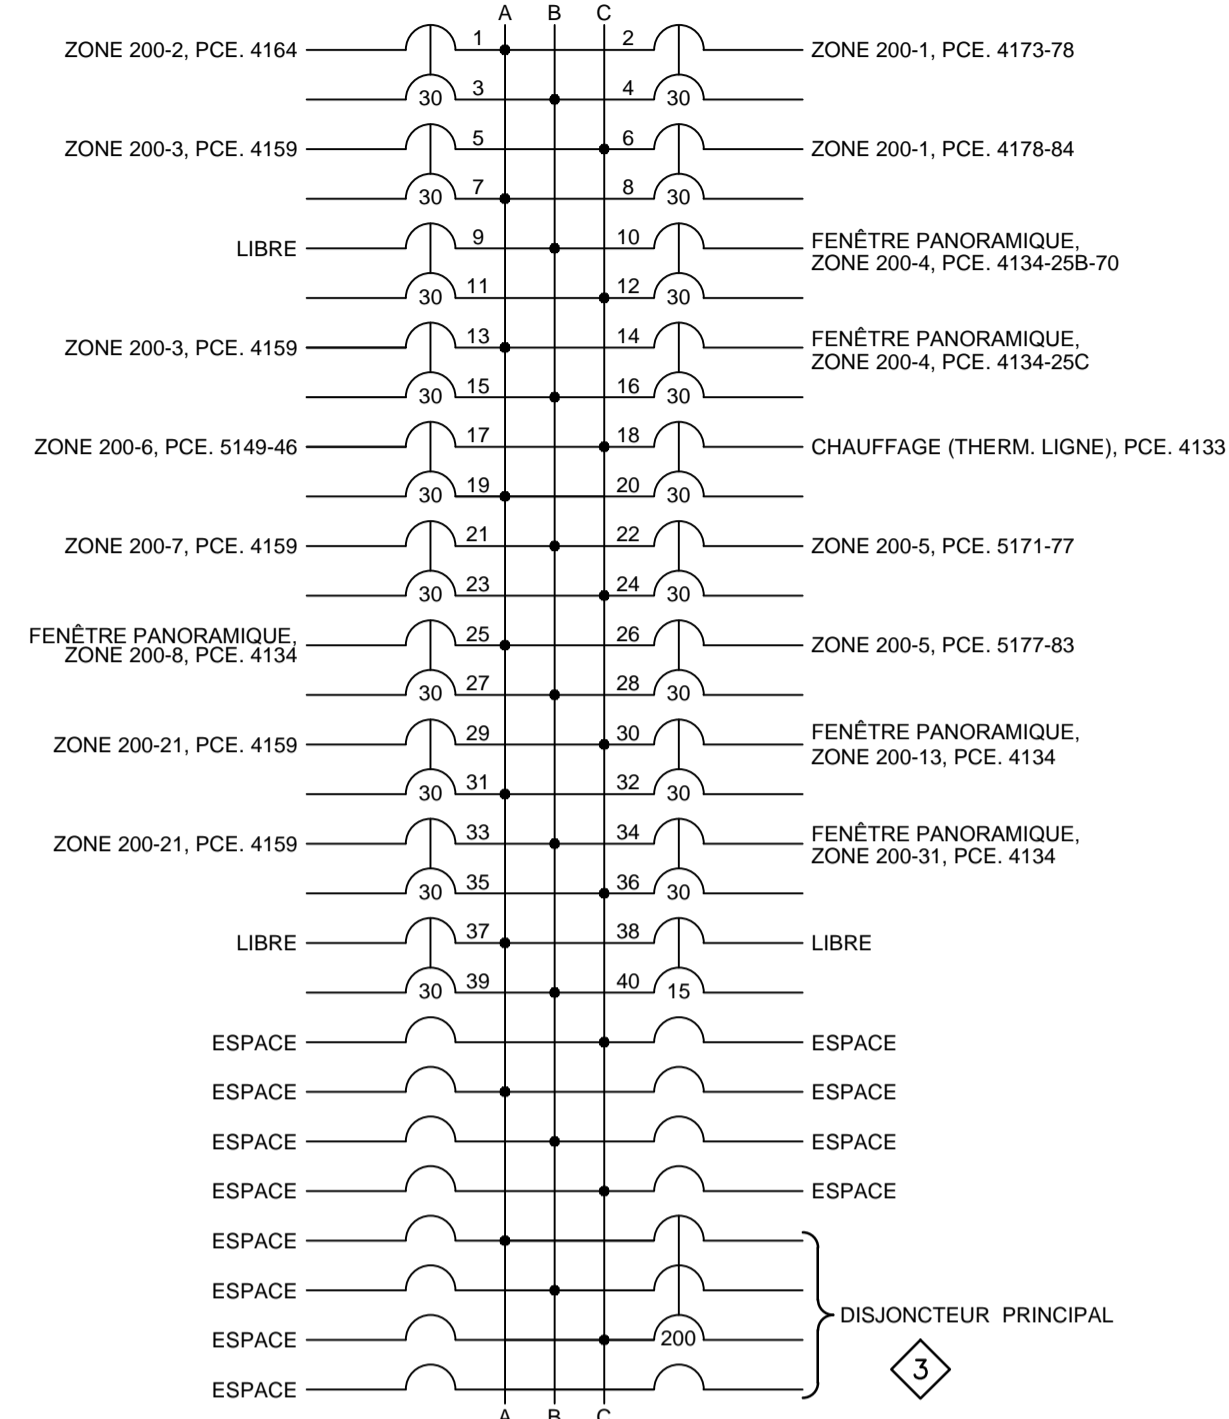 A B C
ZONE 200-2, PCE. 4164 1 2 ZONE 200-1, PCE. 4173-78
30 3 4 30
ZONE 200-3, PCE. 4159 5 6 ZONE 200-1, PCE. 4178-84
30 7 8 30
LIBRE 9 10 FENÊTRE PANORAMIQUE,
ZONE 200-4, PCE. 4134-25B-70
30 11 12 30
ZONE 200-3, PCE. 4159 13 14 FENÊTRE PANORAMIQUE,
ZONE 200-4, PCE. 4134-25C
30 15 16 30
ZONE 200-6, PCE. 5149-46 17 18 CHAUFFAGE (THERM. LIGNE), PCE. 4133
30 19 20 30
ZONE 200-7, PCE. 4159 21 22 ZONE 200-5, PCE. 5171-77
30 23 24 30
FENÊTRE PANORAMIQUE,
ZONE 200-8, PCE. 4134 25 26 ZONE 200-5, PCE. 5177-83
30 27 28 30
ZONE 200-21, PCE. 4159 29 30 FENÊTRE PANORAMIQUE,
ZONE 200-13, PCE. 4134
30 31 32 30
ZONE 200-21, PCE. 4159 33 34 FENÊTRE PANORAMIQUE,
ZONE 200-31, PCE. 4134
30 35 36 30
LIBRE 37 38 LIBRE
30 39 40 15
ESPACE ESPACE
ESPACE ESPACE
ESPACE ESPACE
ESPACE ESPACE
ESPACE
ESPACE
DISJONCTEUR PRINCIPAL
ESPACE 200
3
ESPACE
A B C